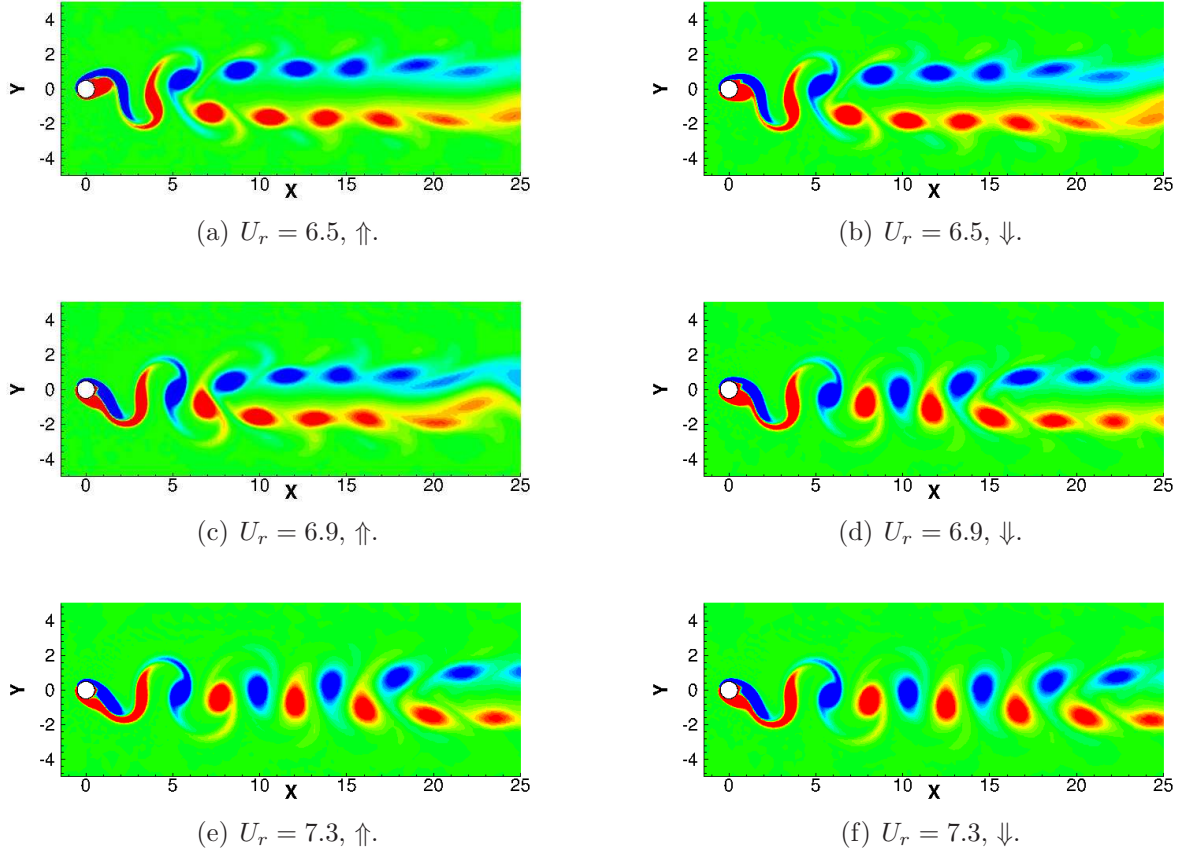 4
2
0
-2
-4
Y
0 5 10 15 20 25
X
(a) U_r = 6.5, ⇑.
4
2
0
-2
-4
Y
0 5 10 15 20 25
X
(b) U_r = 6.5, ⇓.
4
2
0
-2
-4
Y
0 5 10 15 20 25
X
(c) U_r = 6.9, ⇑.
4
2
0
-2
-4
Y
0 5 10 15 20 25
X
(d) U_r = 6.9, ⇓.
4
2
0
-2
-4
Y
0 5 10 15 20 25
X
(e) U_r = 7.3, ⇑.
4
2
0
-2
-4
Y
0 5 10 15 20 25
X
(f) U_r = 7.3, ⇓.